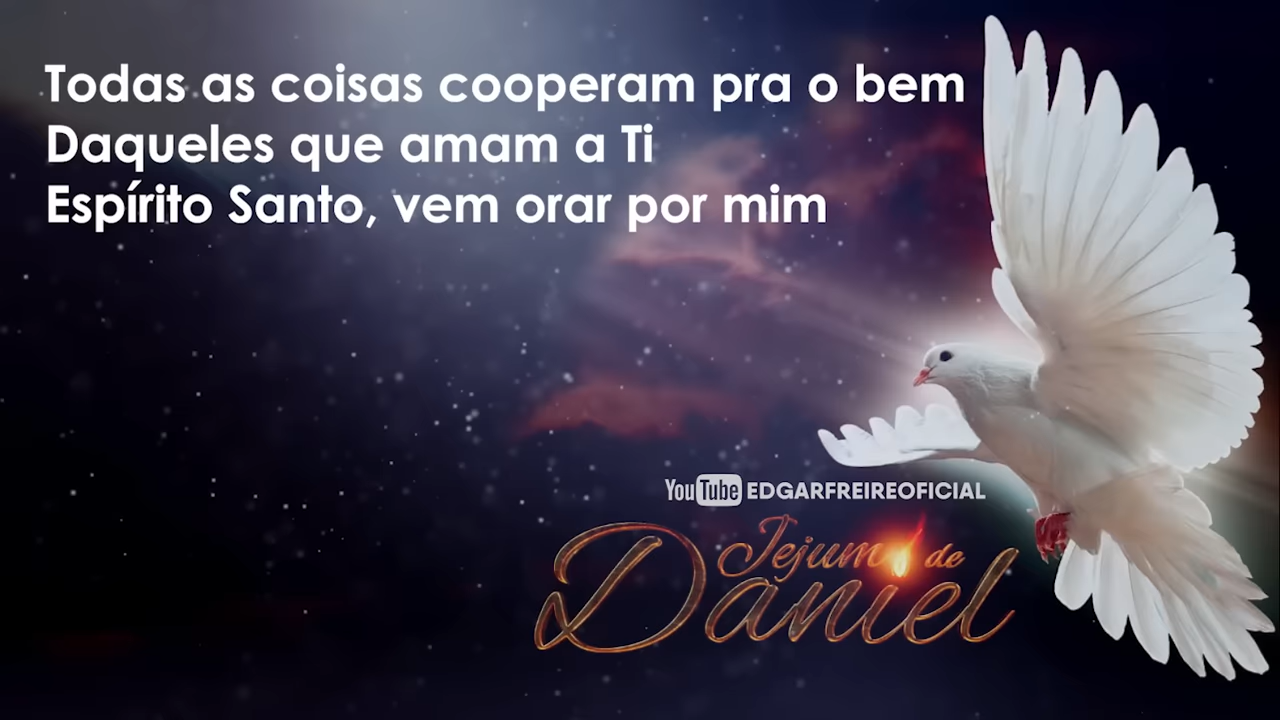 Todas as coisas cooperam pra o bem
Daqueles que amam a Ti
Espírito Santo, vem orar por mim
YouTube EDGARFREIREOFICIAL
Jejum de
Daniel